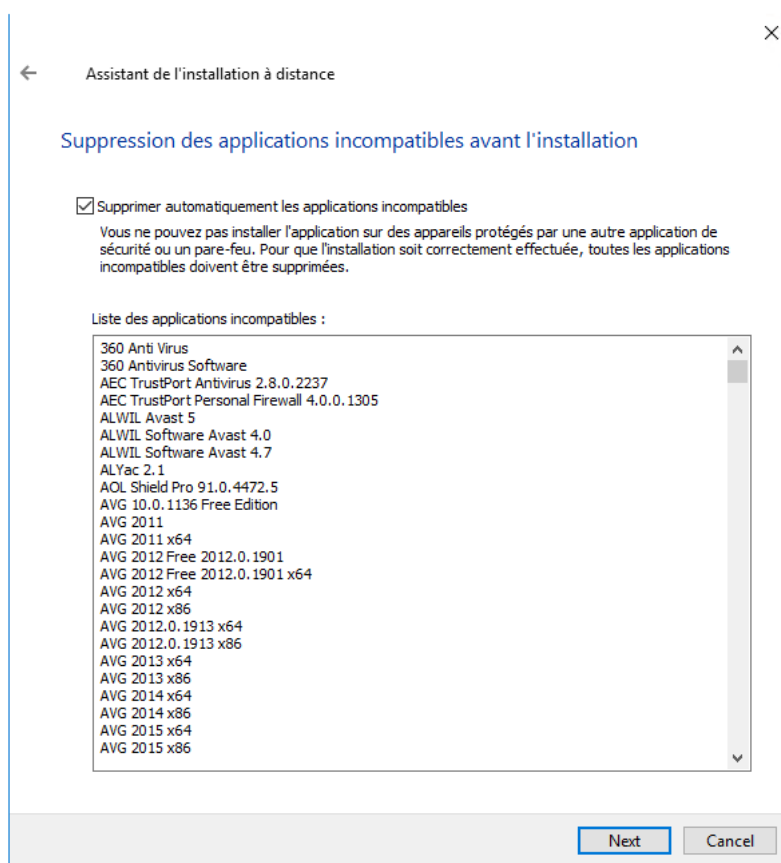 Assistant de l'installation à distance
Suppression des applications incompatibles avant l'installation
Supprimer automatiquement les applications incompatibles
Vous ne pouvez pas installer l'application sur des appareils protégés par une autre application de
sécurité ou un pare-feu. Pour que l'installation soit correctement effectuée, toutes les applications
incompatibles doivent être supprimées.
Liste des applications incompatibles :
360 Anti Virus
360 Antivirus Software
AEC TrustPort Antivirus 2.8.0.2237
AEC TrustPort Personal Firewall 4.0.0.1305
ALWIL Avast 5
ALWIL Software Avast 4.0
ALWIL Software Avast 4.7
ALYac 2.1
AOL Shield Pro 91.0.4472.5
AVG 10.0.1136 Free Edition
AVG 2011
AVG 2011 x64
AVG 2012 Free 2012.0.1901
AVG 2012 Free 2012.0.1901 x64
AVG 2012 x64
AVG 2012 x86
AVG 2012.0.1913 x64
AVG 2012.0.1913 x86
AVG 2013 x64
AVG 2013 x86
AVG 2014 x64
AVG 2014 x86
AVG 2015 x64
AVG 2015 x86
Next
Cancel